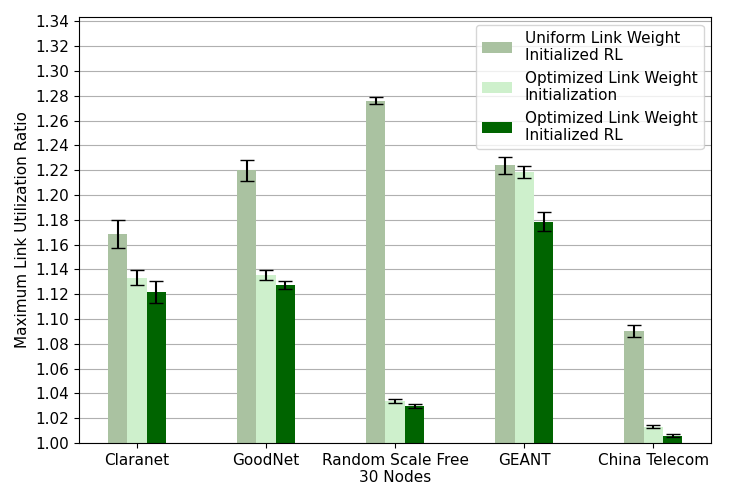 Maximum Link Utilization Ratio
1.34
1.32
1.30
1.28
1.26
1.24
1.22
1.20
1.18
1.16
1.14
1.12
1.10
1.08
1.06
1.04
1.02
1.00
Uniform Link Weight
Initialized RL
Optimized Link Weight
Initialization
Optimized Link Weight
Initialized RL
Claranet
GoodNet
Random Scale Free
30 Nodes
GEANT
China Telecom